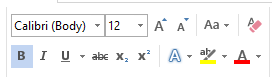 Calibri (Body) 12 A A Aa A
B I U abc X2 X2 A ab A